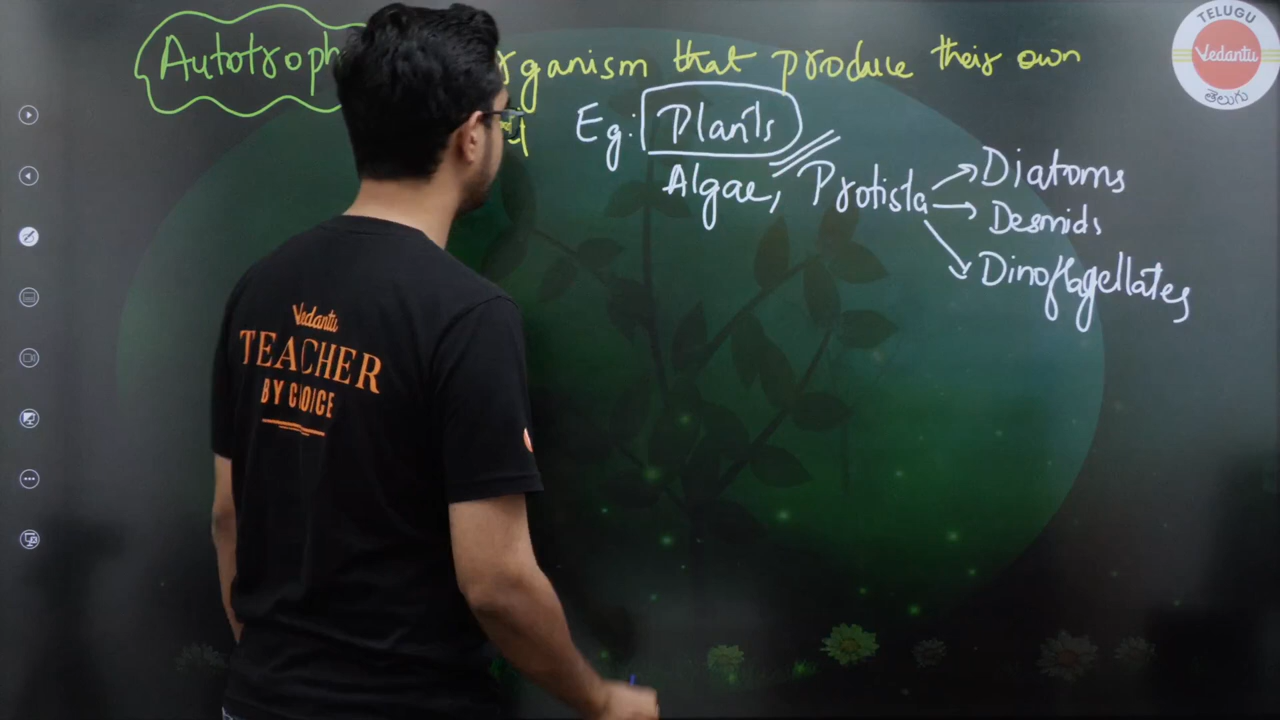 Autotroph
rganism that produce their own
Eg: Plants
Algae, Protista
Diatoms
Desmids
Dinoflagellates
Vedantu
TEACHER
BY CHOICE
TELUGU
Vedantu
తెలుగు